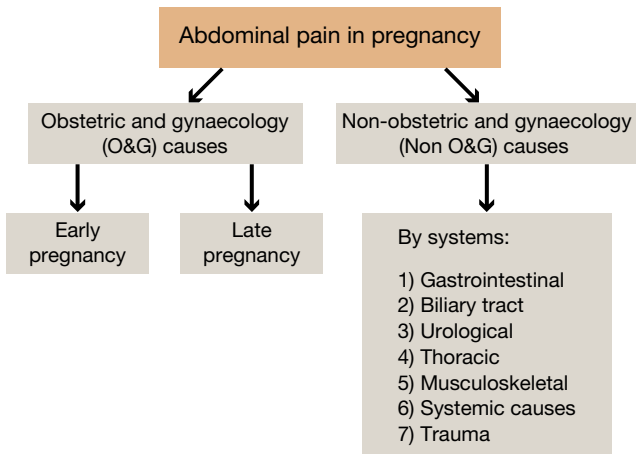 Abdominal pain in pregnancy
Obstetric and gynaecology
(O&G) causes
Non-obstetric and gynaecology
(Non O&G) causes
Early
pregnancy
Late
pregnancy
By systems:
1) Gastrointestinal
2) Biliary tract
3) Urological
4) Thoracic
5) Musculoskeletal
6) Systemic causes
7) Trauma